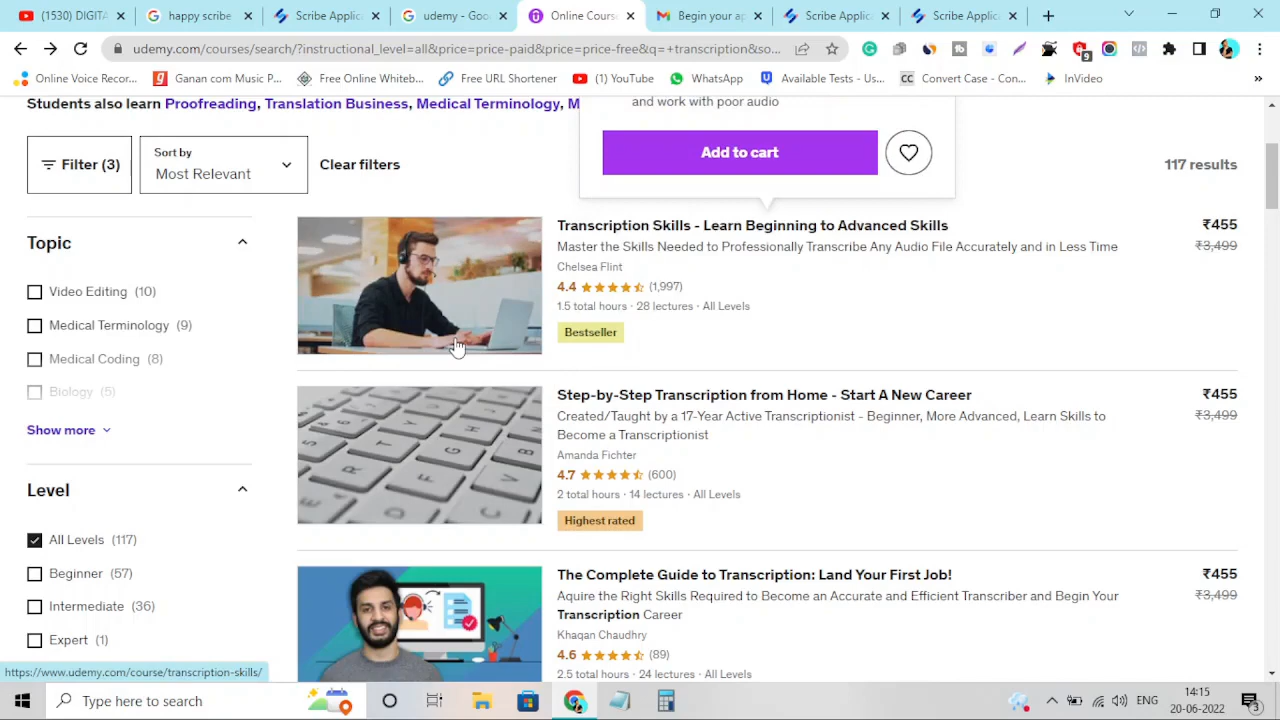 (1530) DIGITA
happy scribe
Scribe Applic
udemy - Goo
Online Course
Begin your ap
Scribe Applic
Scribe Applic
udemy.com/courses/search/?instructional_level=all&price=price-paid&price=price-free&q=+transcription&so...
9
Online Voice Recor...
Ganan com Music P...
Free Online Whiteb...
Free URL Shortener
(1) YouTube
WhatsApp
Available Tests - Us...
Convert Case - Con...
InVideo
Students also learn Proofreading, Translation Business, Medical Terminology, M
and work with poor audio
Add to cart
Filter (3)
Sort by
Most Relevant
Clear filters
117 results
Topic
Video Editing (10)
Medical Terminology (9)
Medical Coding (8)
Biology (5)
Show more
Level
All Levels (117)
Beginner (57)
Intermediate (36)
Expert (1)
Transcription Skills - Learn Beginning to Advanced Skills
₹455
Master the Skills Needed to Professionally Transcribe Any Audio File Accurately and in Less Time
₹3,499
Chelsea Flint
4.4 (1,997)
1.5 total hours · 28 lectures · All Levels
Bestseller
Step-by-Step Transcription from Home - Start A New Career
₹455
Created/Taught by a 17-Year Active Transcriptionist - Beginner, More Advanced, Learn Skills to
₹3,499
Become a Transcriptionist
Amanda Fichter
4.7 (600)
2 total hours · 14 lectures · All Levels
Highest rated
The Complete Guide to Transcription: Land Your First Job!
₹455
Aquire the Right Skills Required to Become an Accurate and Efficient Transcriber and Begin Your
₹3,499
Transcription Career
Khaqan Chaudhry
4.6 (89)
2.5 total hours · 24 lectures · All Levels
https://www.udemy.com/course/transcription-skills/
Type here to search
ENG
14:15
20-06-2022
3